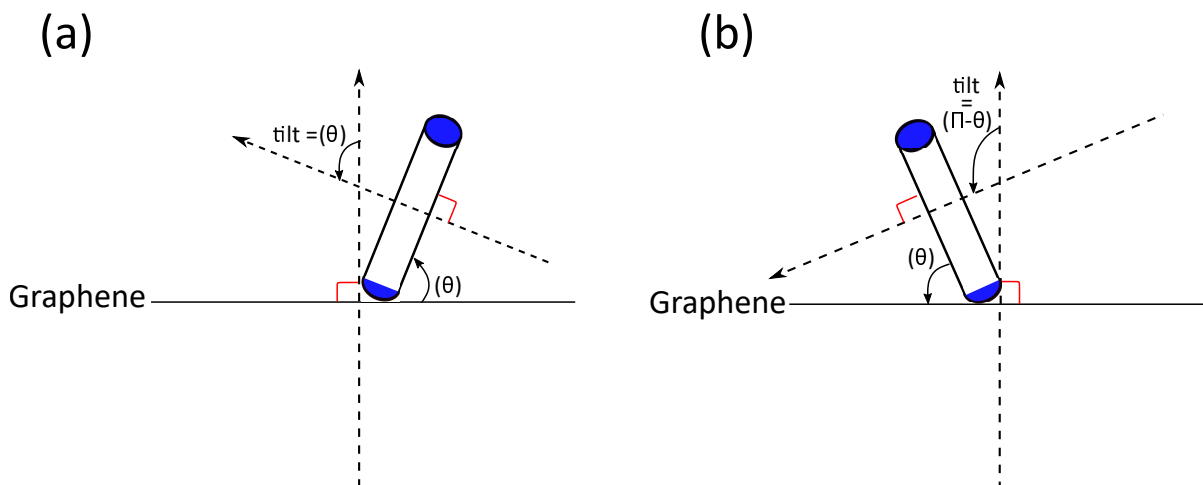 (a)
tilt =(θ)
(θ)
Graphene
(b)
tilt
=
(Π-θ)
(θ)
Graphene